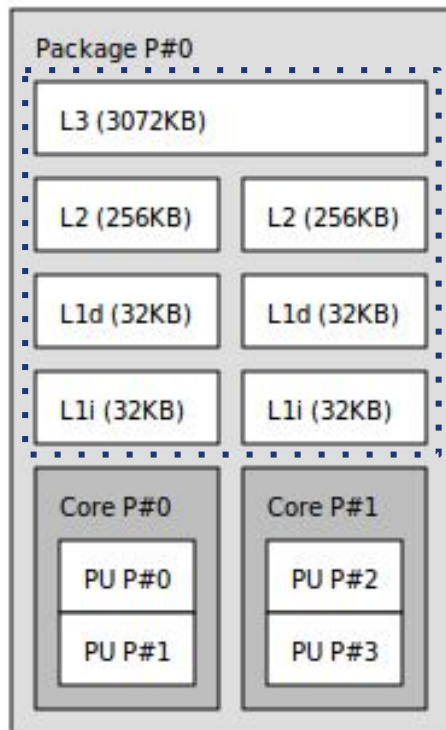 Package P#0
L3 (3072KB)
L2 (256KB) L2 (256KB)
L1d (32KB) L1d (32KB)
L1i (32KB) L1i (32KB)
Core P#0 Core P#1
PU P#0 PU P#2
PU P#1 PU P#3